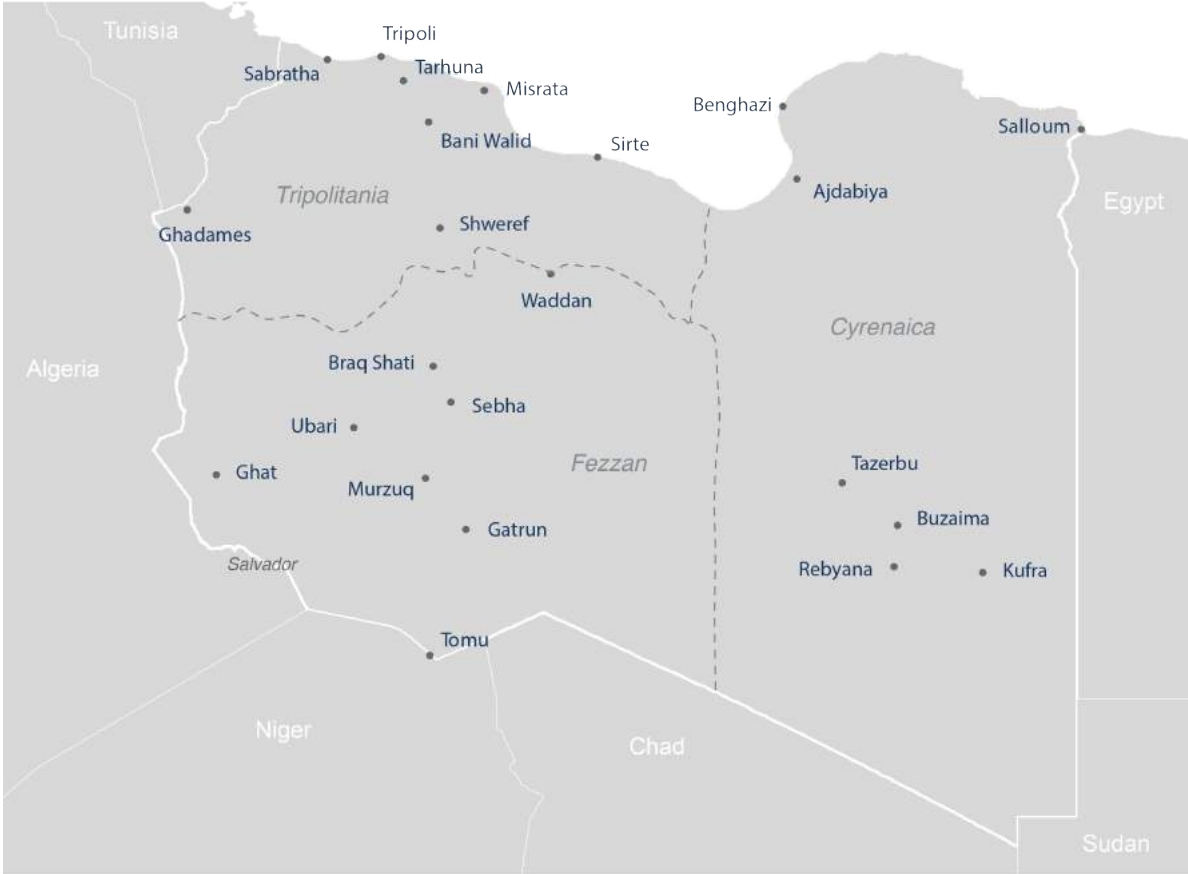 Tunisia
Tripoli
Sabratha
Tarhuna
Misrata
Benghazi
Salloum
Bani Walid
Sirte
Tripolitania
Ajdabiya
Egypt
Ghadames
Shweref
Waddan
Cyrenaica
Algeria
Braq Shati
Sebha
Ubari
Fezzan
Tazerbu
Ghat
Murzuq
Buzaima
Gatrun
Salvador
Rebyana
Kufra
Tomu
Niger
Chad
Sudan